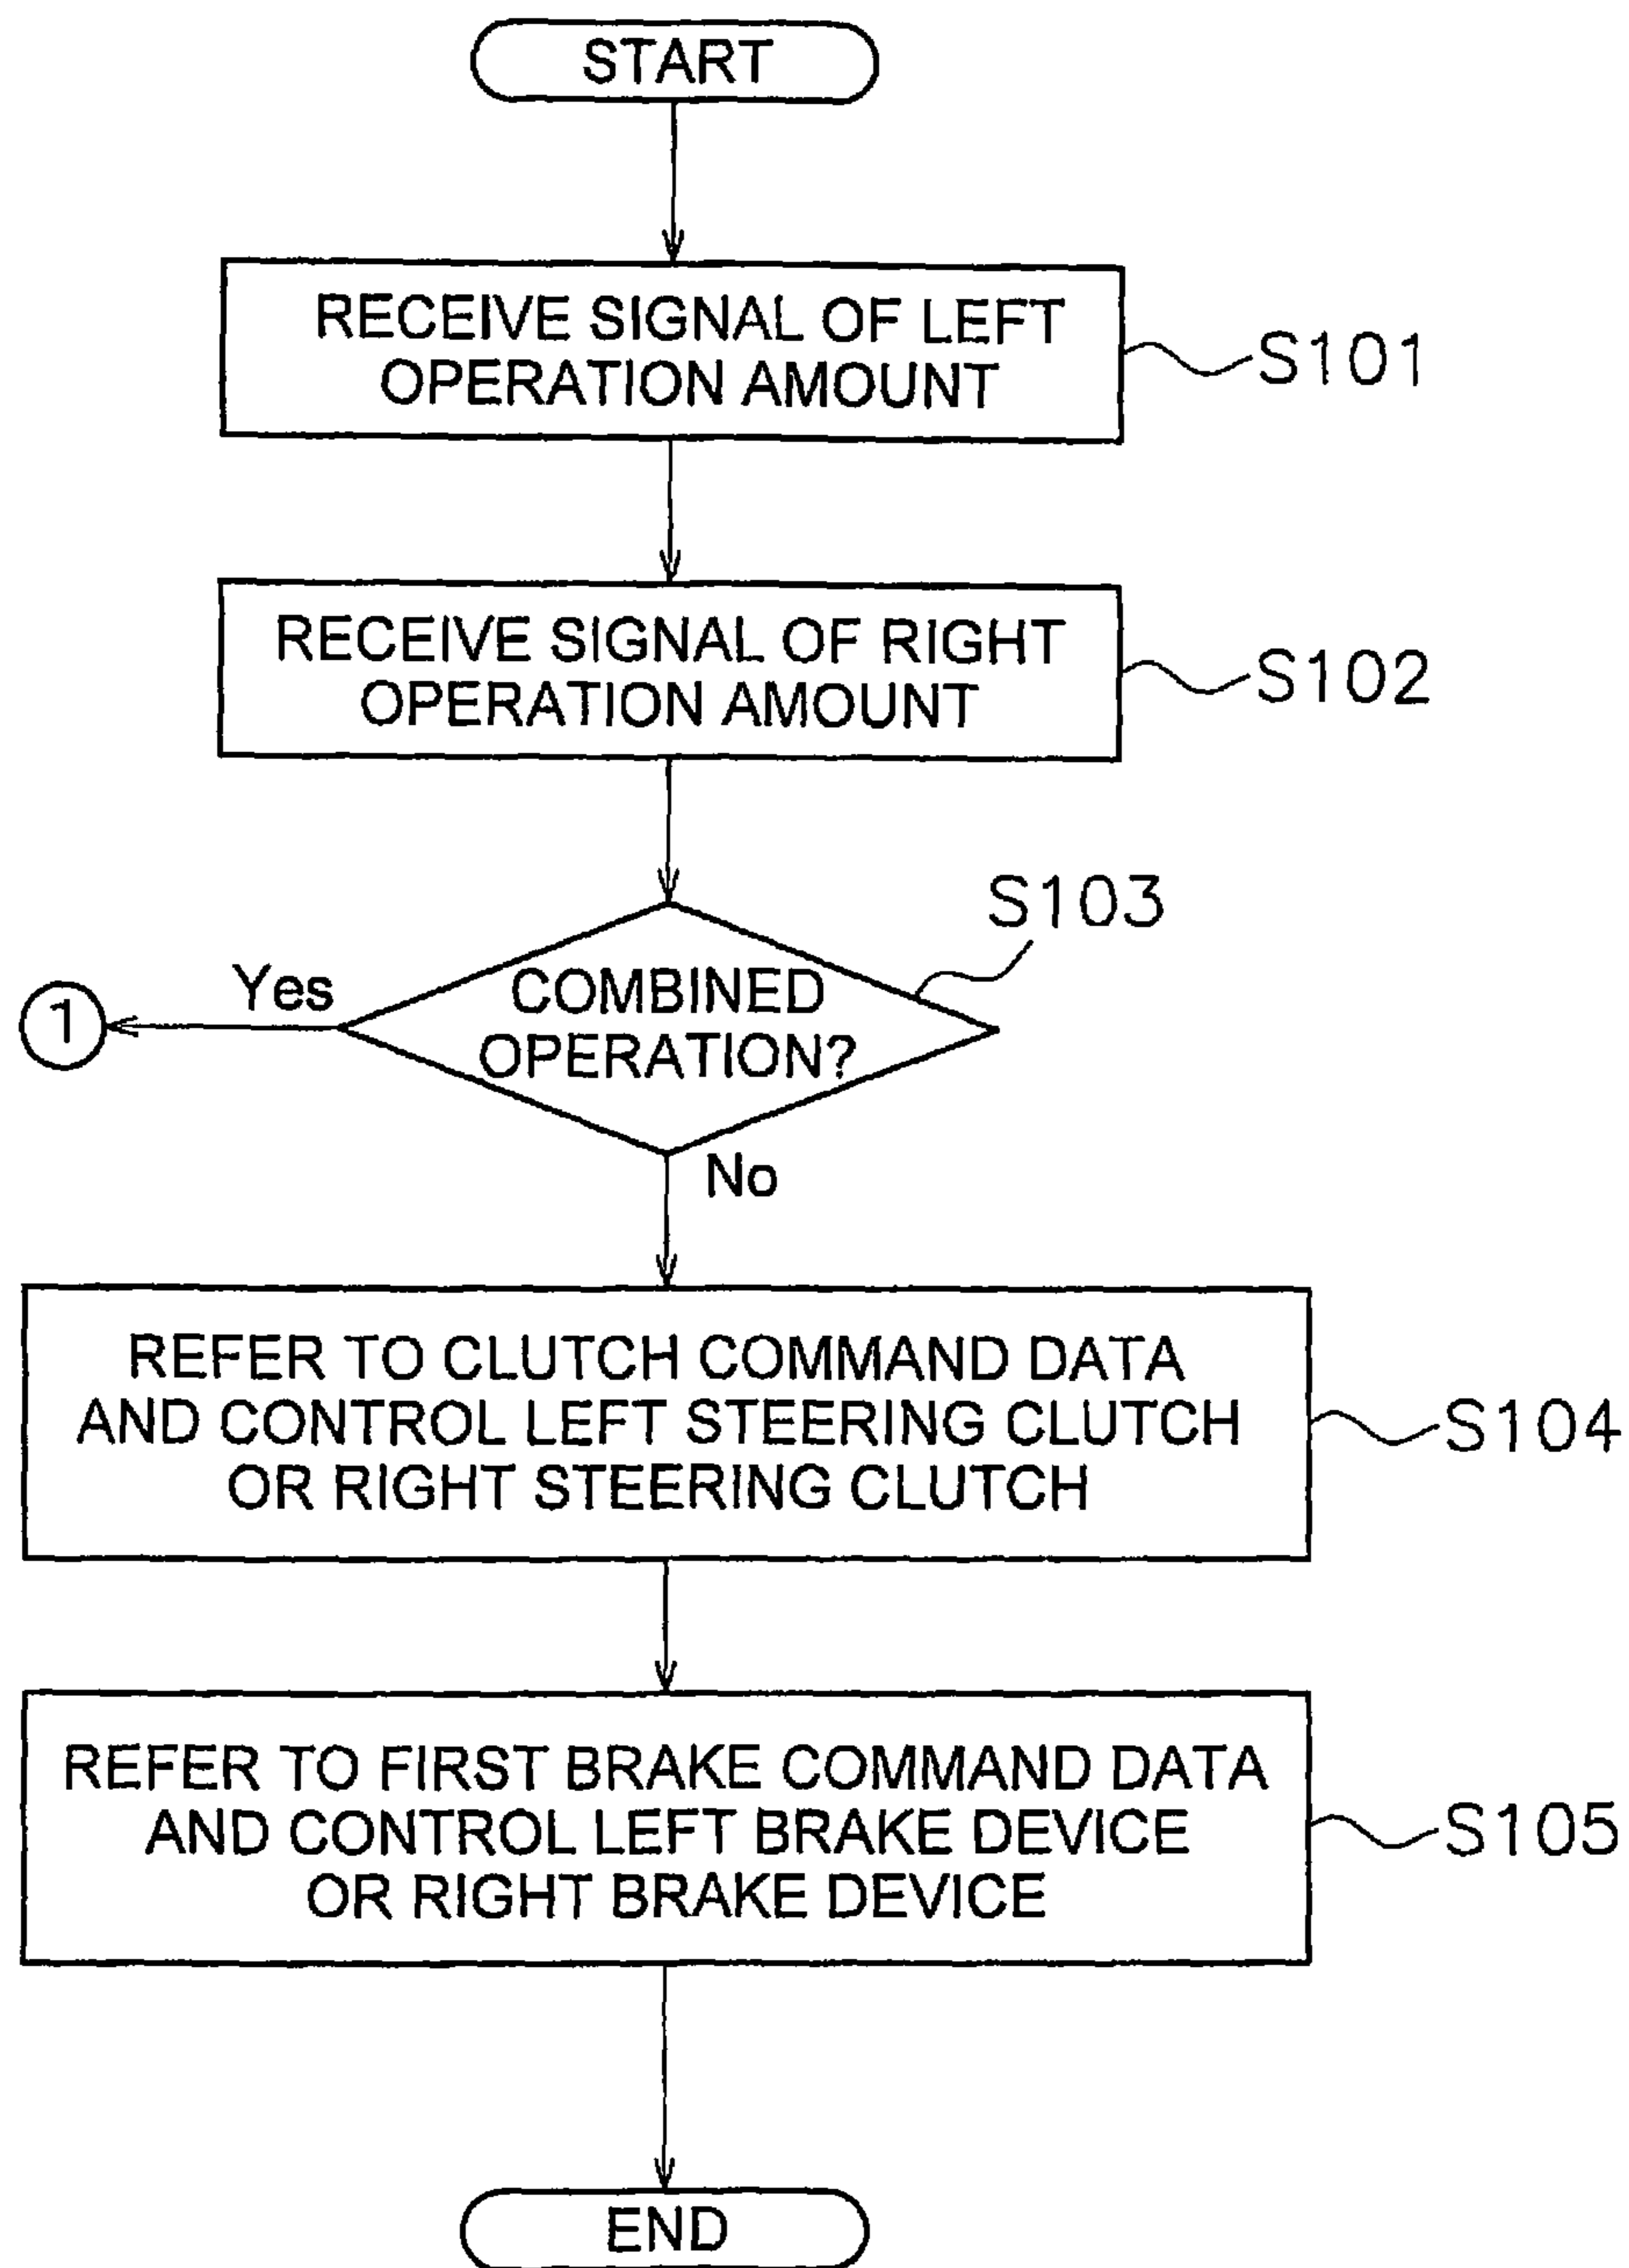 START
RECEIVE SIGNAL OF LEFT
OPERATION AMOUNT
S101
RECEIVE SIGNAL OF RIGHT
OPERATION AMOUNT
S102
S103
COMBINED
OPERATION?
Yes
1
No
REFER TO CLUTCH COMMAND DATA
AND CONTROL LEFT STEERING CLUTCH
OR RIGHT STEERING CLUTCH
S104
REFER TO FIRST BRAKE COMMAND DATA
AND CONTROL LEFT BRAKE DEVICE
OR RIGHT BRAKE DEVICE
S105
END